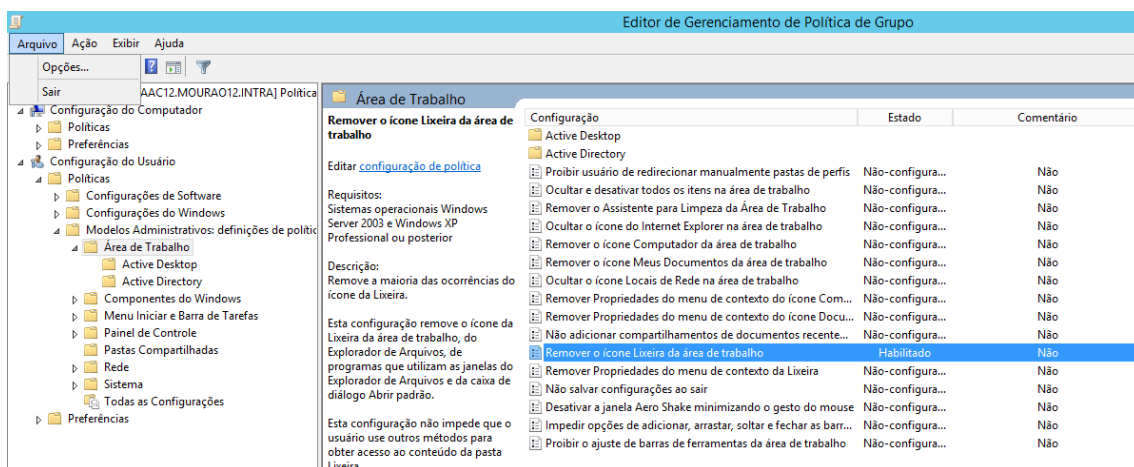 Editor de Gerenciamento de Política de Grupo
Arquivo Ação Exibir Ajuda
Opções...
Sair
AAC12.MOURAO12.INTRA] Política
Configuração do Computador
Políticas
Preferências
Configuração do Usuário
Políticas
Configurações de Software
Configurações do Windows
Modelos Administrativos: definições de polític
Área de Trabalho
Active Desktop
Active Directory
Componentes do Windows
Menu Iniciar e Barra de Tarefas
Painel de Controle
Pastas Compartilhadas
Rede
Sistema
Todas as Configurações
Preferências
Área de Trabalho
Remover o ícone Lixeira da área de
trabalho
Editar configuração de política
Requisitos:
Sistemas operacionais Windows
Server 2003 e Windows XP
Professional ou posterior
Descrição:
Remove a maioria das ocorrências do
ícone da Lixeira.
Esta configuração remove o ícone da
Lixeira da área de trabalho, do
Explorador de Arquivos, de
programas que utilizam as janelas do
Explorador de Arquivos e da caixa de
diálogo Abrir padrão.
Esta configuração não impede que o
usuário use outros métodos para
obter acesso ao conteúdo da pasta
Lixeira
Configuração Estado Comentário
Active Desktop
Active Directory
Proibir usuário de redirecionar manualmente pastas de perfis Não-configura... Não
Ocultar e desativar todos os itens na área de trabalho Não-configura... Não
Remover o Assistente para Limpeza da Área de Trabalho Não-configura... Não
Ocultar o ícone do Internet Explorer na área de trabalho Não-configura... Não
Remover o ícone Computador da área de trabalho Não-configura... Não
Remover o ícone Meus Documentos da área de trabalho Não-configura... Não
Ocultar o ícone Locais de Rede na área de trabalho Não-configura... Não
Remover Propriedades do menu de contexto do ícone Com... Não-configura... Não
Remover Propriedades do menu de contexto do ícone Docu... Não-configura... Não
Não adicionar compartilhamentos de documentos recente... Não-configura... Não
Remover o ícone Lixeira da área de trabalho Habilitado Não
Remover Propriedades do menu de contexto da Lixeira Não-configura... Não
Não salvar configurações ao sair Não-configura... Não
Desativar a janela Aero Shake minimizando o gesto do mouse Não-configura... Não
Impedir opções de adicionar, arrastar, soltar e fechar as barr... Não-configura... Não
Proibir o ajuste de barras de ferramentas da área de trabalho Não-configura... Não